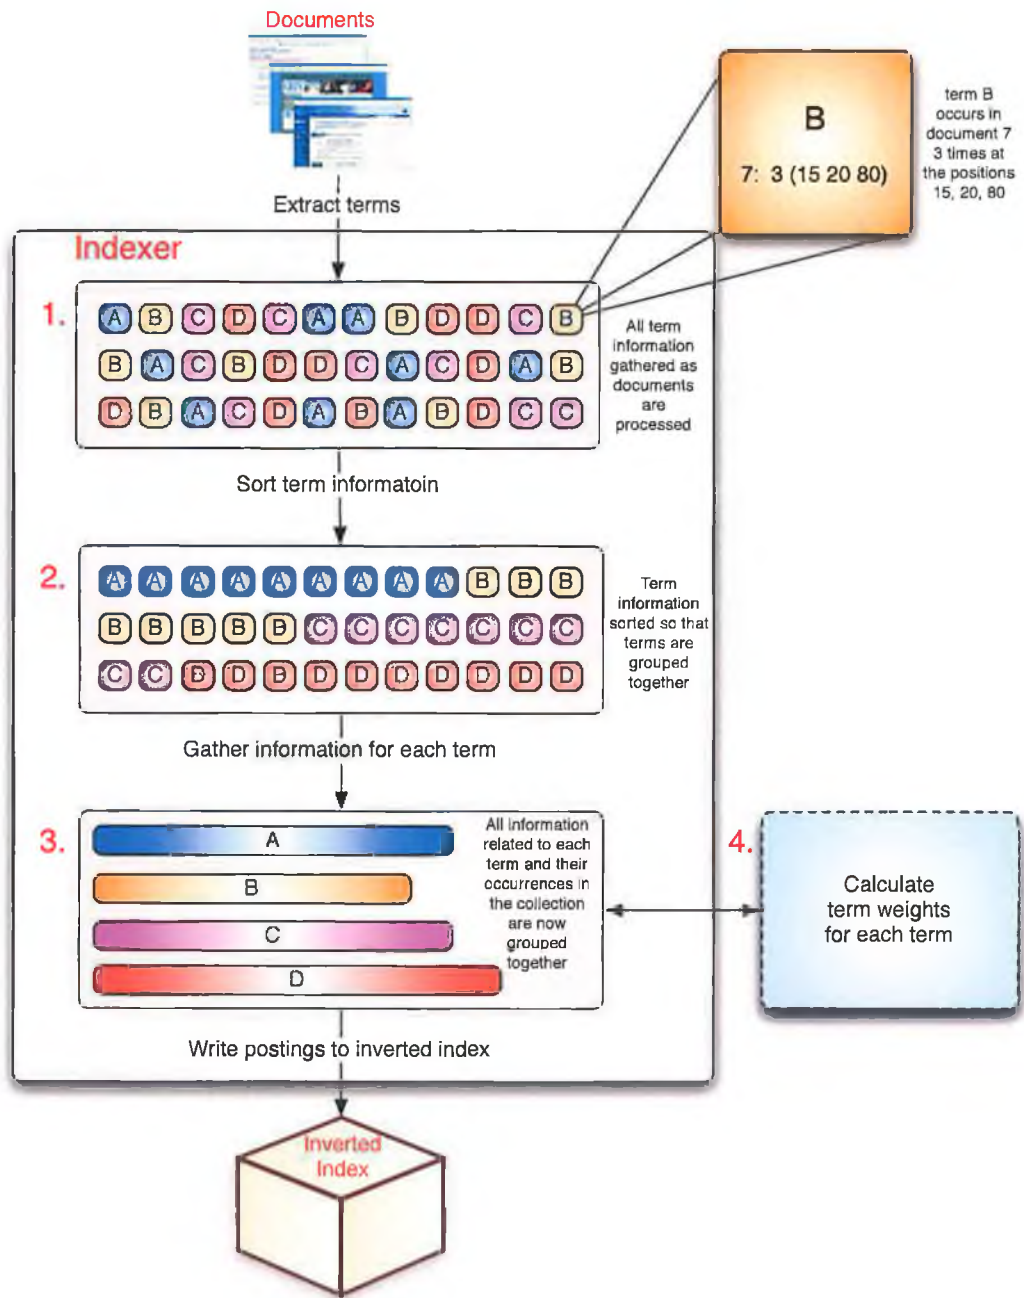 Documents
Extract terms
B
7: 3 (15 20 80)
term B
occurs in
document 7
3 times at
the positions
15, 20, 80
Indexer
1.
A B C D C A A B D D C B
B A C B D D C A C D A B
D B A C D A B A B D C C
All term
information
gathered as
documents
are
processed
Sort term informatoin
2.
A A A A A A A A A B B B
B B B B B C C C C C C C
C C D D D D D D D D D D
Term
information
sorted so that
terms are
grouped
together
Gather information for each term
3.
A
B
C
D
All information
related to each
term and their
occurrences in
the collection
are now
grouped
together
4.
Calculate
term weights
for each term
Write postings to inverted index
Inverted
Index